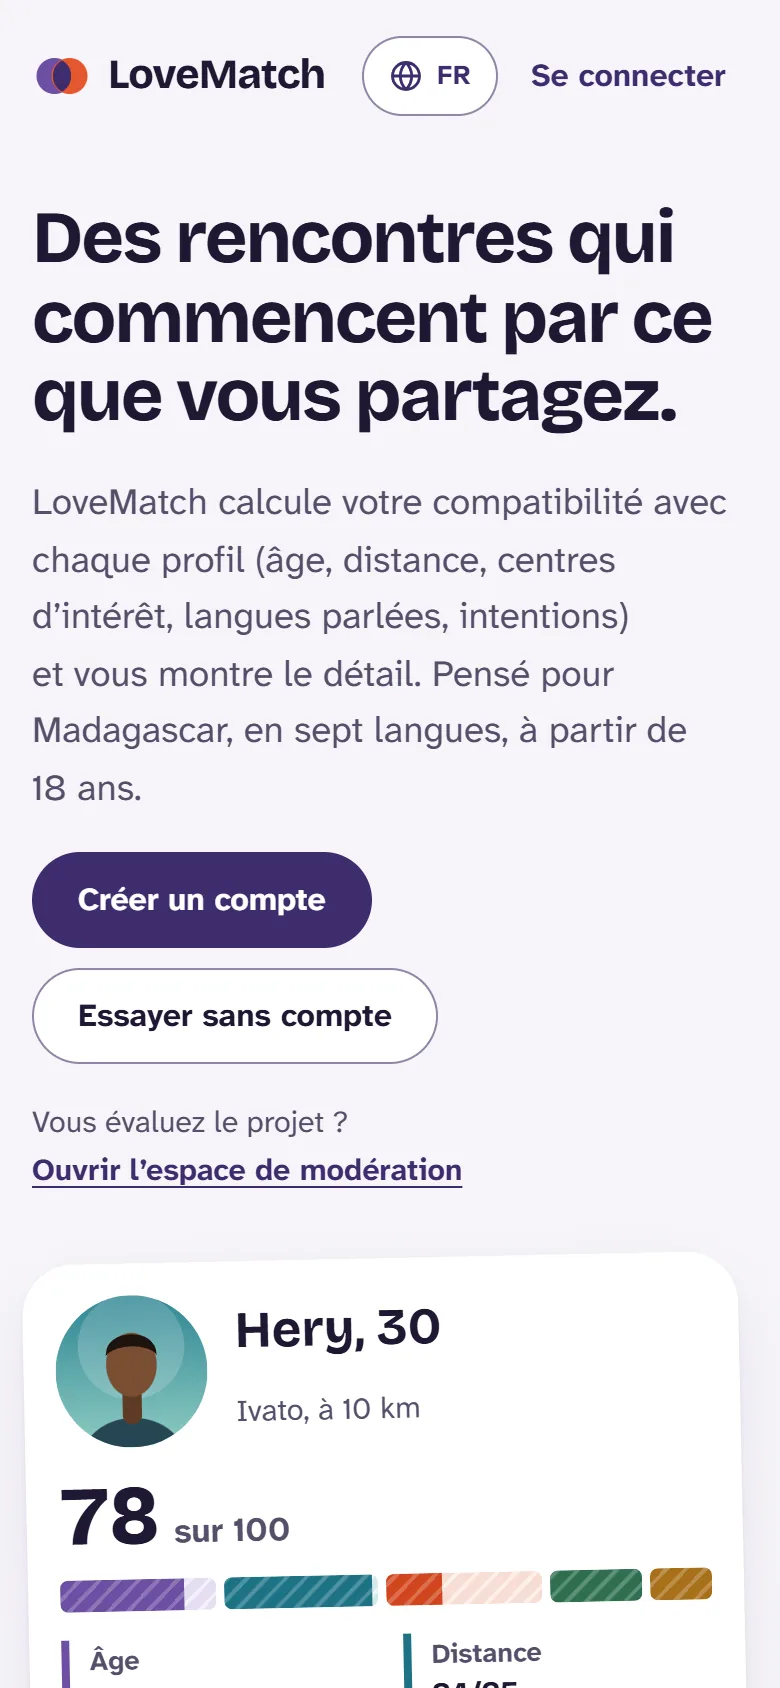 LoveMatch
FR
Se connecter
Des rencontres qui
commencent par ce
que vous partagez.
LoveMatch calcule votre compatibilité avec
chaque profil (âge, distance, centres
d’intérêt, langues parlées, intentions)
et vous montre le détail. Pensé pour
Madagascar, en sept langues, à partir de
18 ans.
Créer un compte
Essayer sans compte
Vous évaluez le projet ?
Ouvrir l’espace de modération
Hery, 30
Ivato, à 10 km
78 sur 100
Âge
Distance